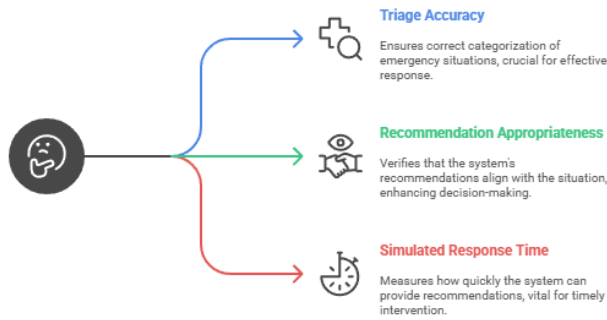 Triage Accuracy
Ensures correct categorization of
emergency situations, crucial for effective
response.
Recommendation Appropriateness
Verifies that the system's
recommendations align with the situation,
enhancing decision-making.
Simulated Response Time
Measures how quickly the system can
provide recommendations, vital for timely
intervention.